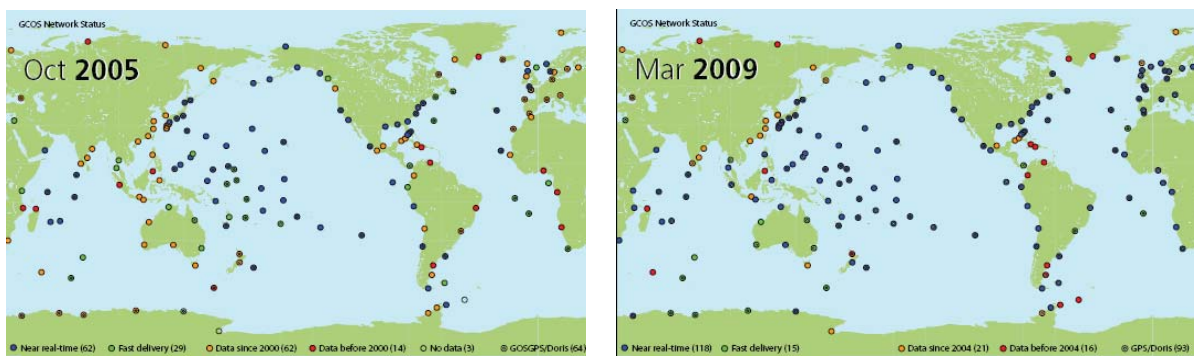 GCOS Network Status
Oct 2005
Near real-time (62) Fast delivery (29) Data since 2000 (62) Data before 2000 (14) No data (3) GOSGPS/Doris (64)
GCOS Network Status
Mar 2009
Near real-time (118) Fast delivery (15) Data since 2004 (21) Data before 2004 (16) GPS/Doris (93)